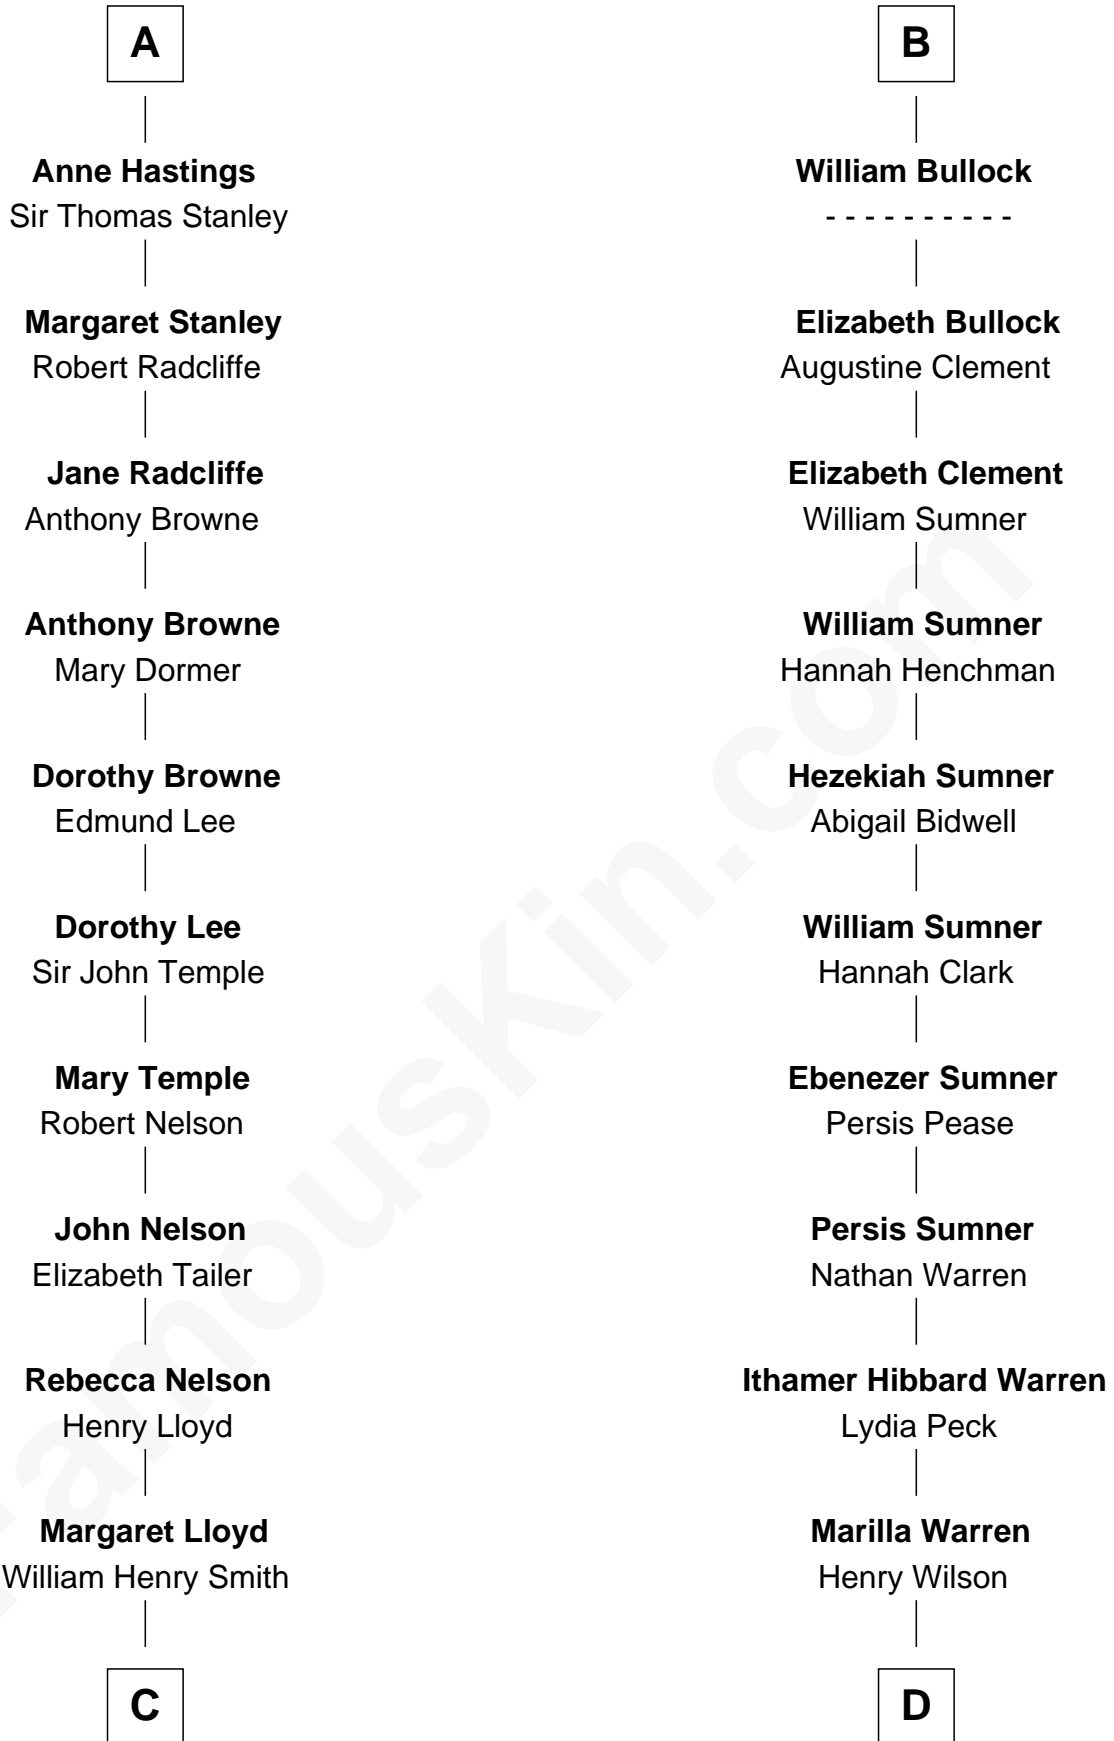 A
Anne Hastings
Sir Thomas Stanley
Margaret Stanley
Robert Radcliffe
Jane Radcliffe
Anthony Browne
Anthony Browne
Mary Dormer
Dorothy Browne
Edmund Lee
Dorothy Lee
Sir John Temple
Mary Temple
Robert Nelson
John Nelson
Elizabeth Tailer
Rebecca Nelson
Henry Lloyd
Margaret Lloyd
William Henry Smith
C
B
William Bullock
- - - - - - - - - -
Elizabeth Bullock
Augustine Clement
Elizabeth Clement
William Sumner
William Sumner
Hannah Henchman
Hezekiah Sumner
Abigail Bidwell
William Sumner
Hannah Clark
Ebenezer Sumner
Persis Pease
Persis Sumner
Nathan Warren
Ithamer Hibbard Warren
Lydia Peck
Marilla Warren
Henry Wilson
D
FamousKin.com